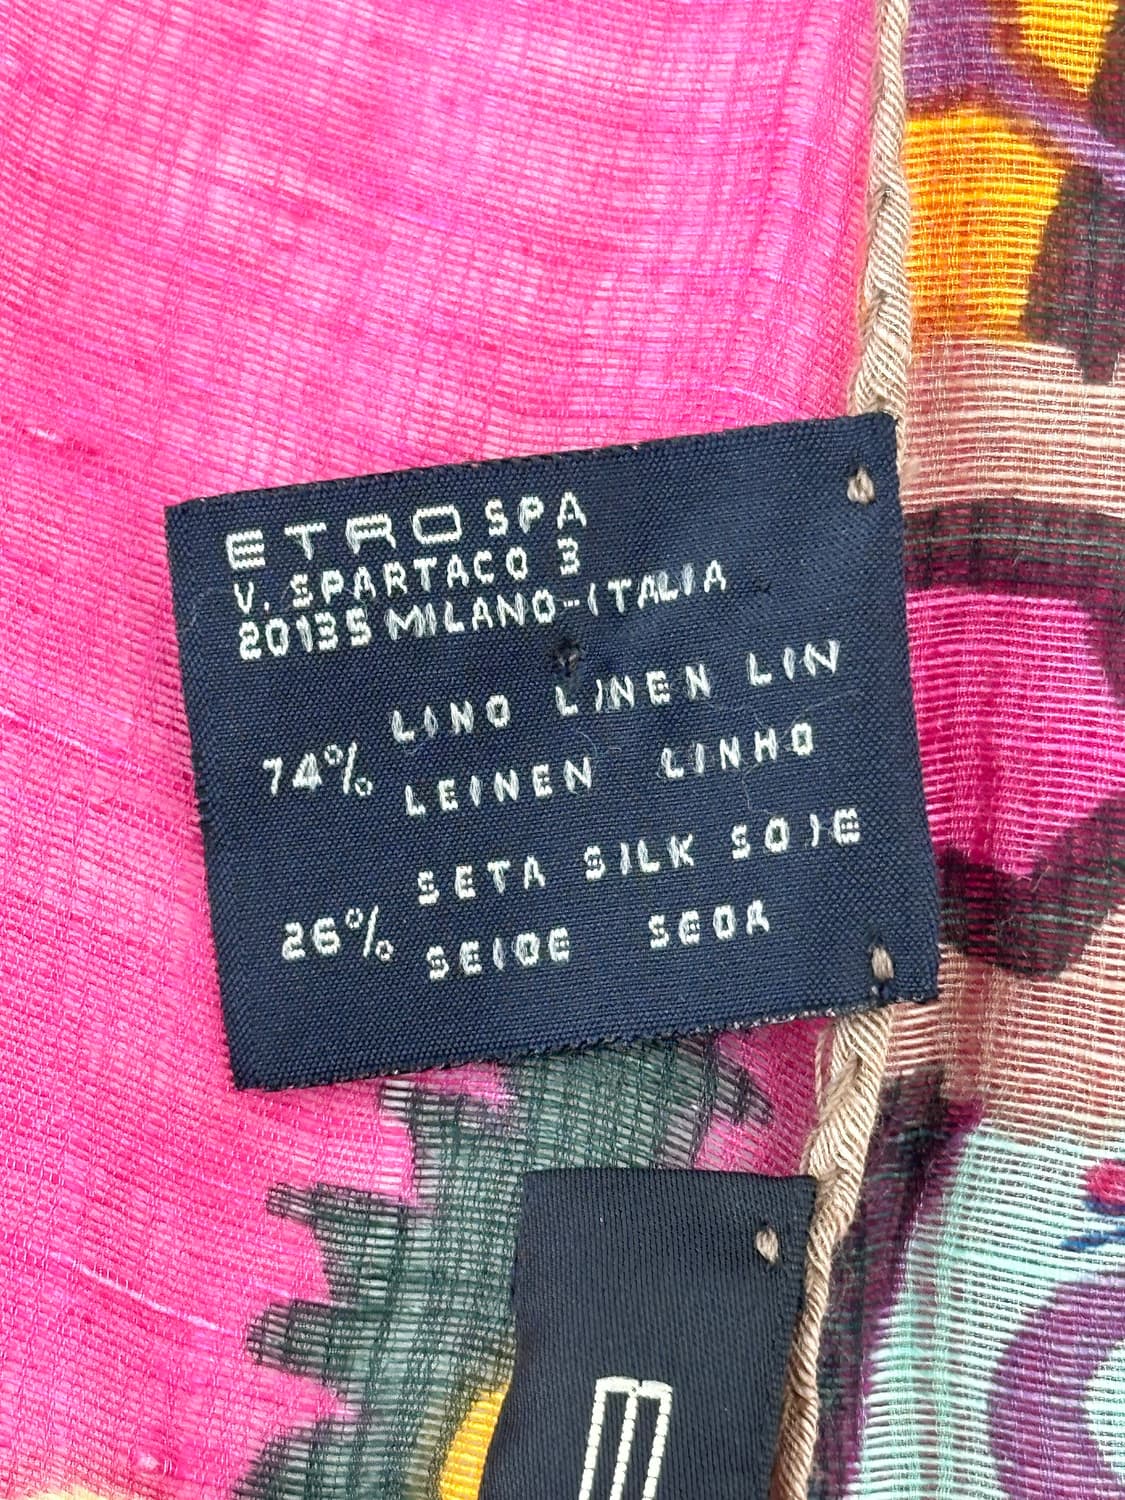 ETRO SPA
V. SPARTACO 3
20135 MILANO-ITALIA
74% LINO LINEN LIN
LEINEN LINHO
26% SETA SILK SOIE
SEIDE SEDA